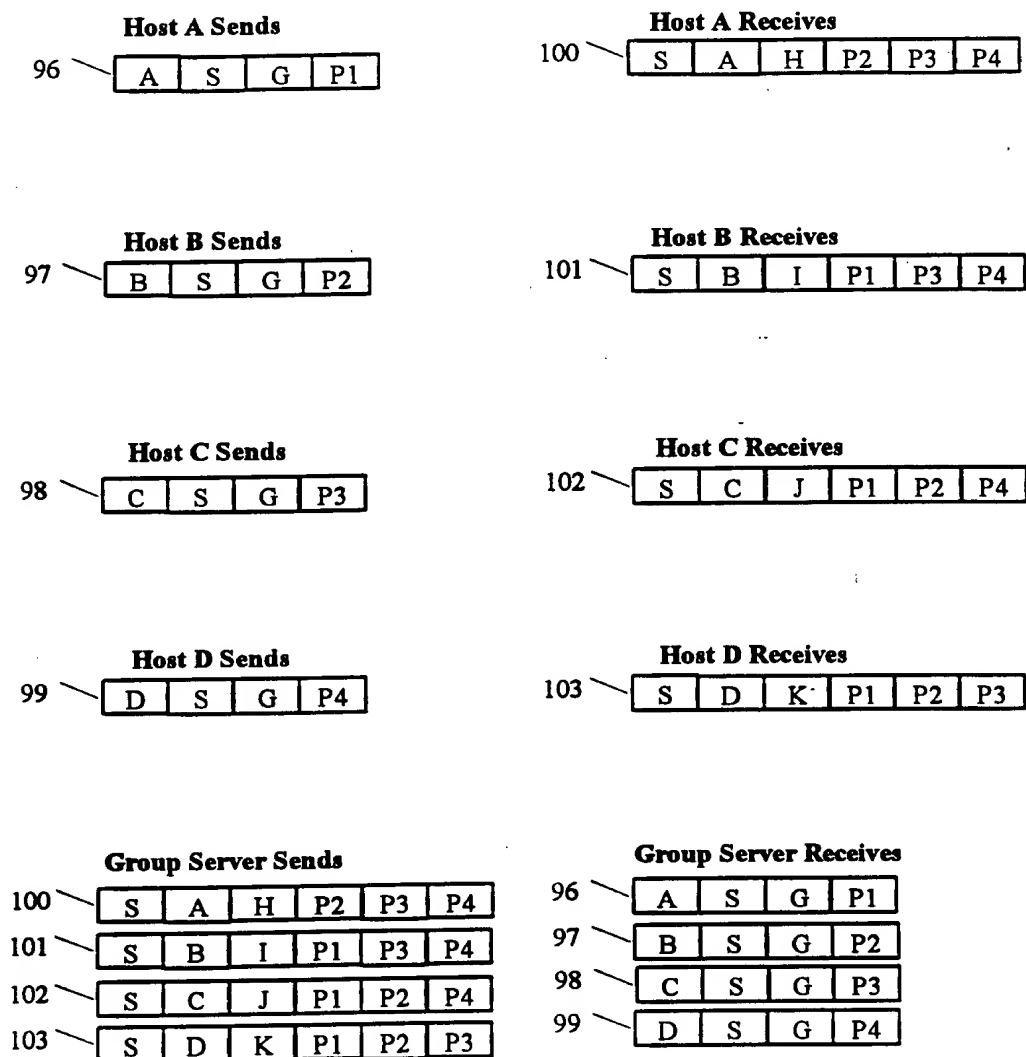 Host A Sends
96 A S G P1
Host A Receives
100 S A H P2 P3 P4
Host B Sends
97 B S G P2
Host B Receives
101 S B I P1 P3 P4
Host C Sends
98 C S G P3
Host C Receives
102 S C J P1 P2 P4
Host D Sends
99 D S G P4
Host D Receives
103 S D K P1 P2 P3
Group Server Sends
100 S A H P2 P3 P4
101 S B I P1 P3 P4
102 S C J P1 P2 P4
103 S D K P1 P2 P3
Group Server Receives
96 A S G P1
97 B S G P2
98 C S G P3
99 D S G P4